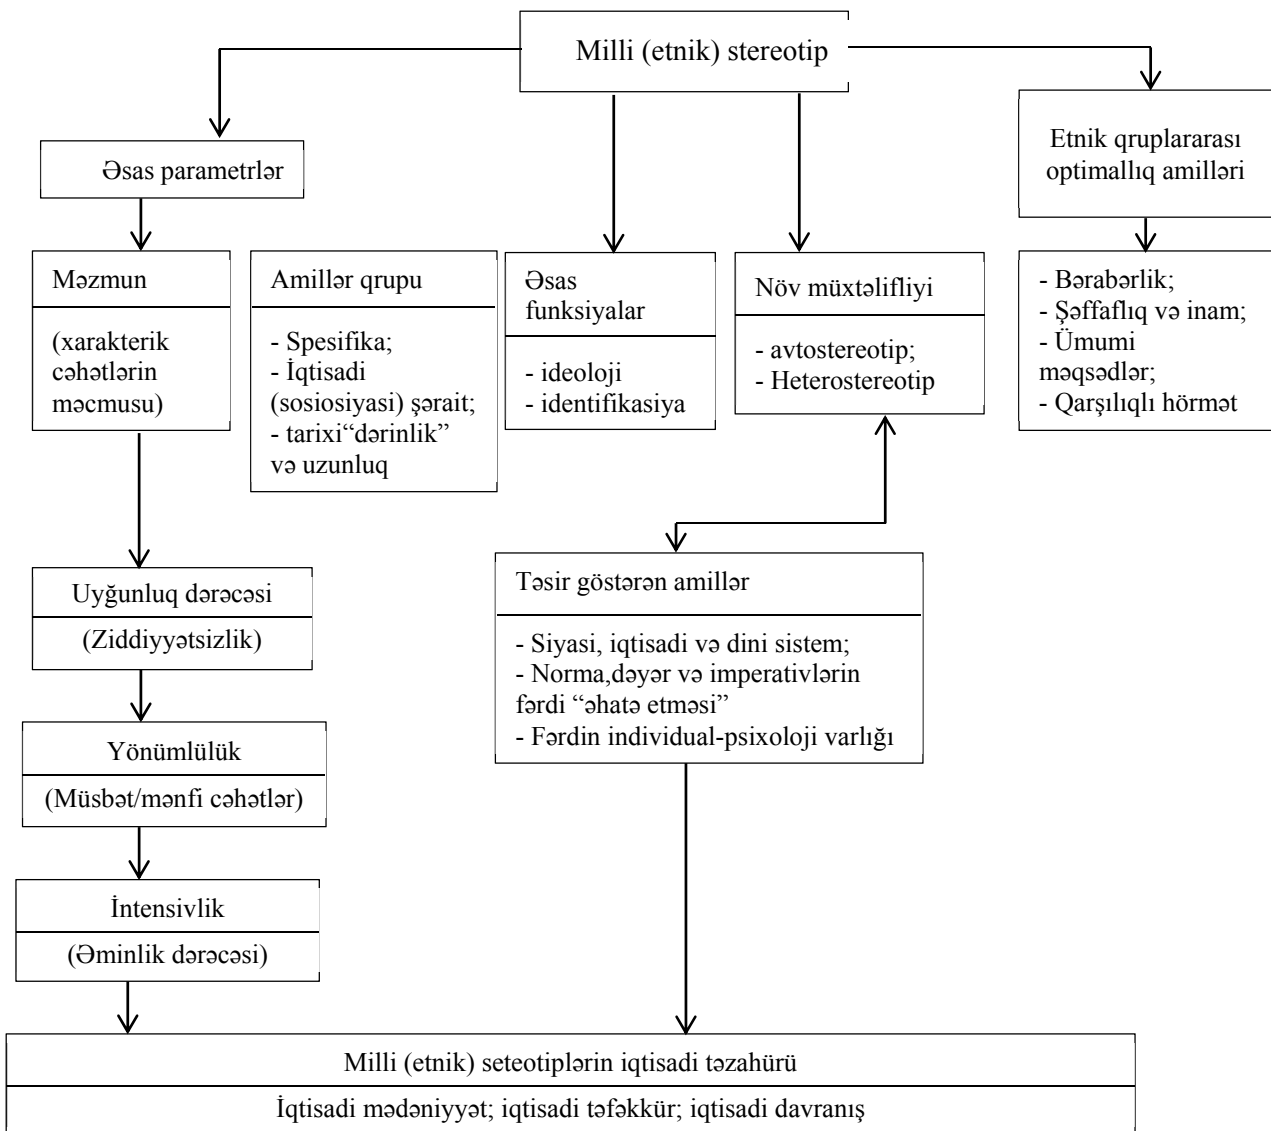 Milli (etnik) stereotip
Əsas parametrlər
Etnik qruplararası
optimallıq amilləri
Məzmun
(xarakterik
cəhətlərin
məcmusu)
Amillər qrupu
- Spesifika;
- İqtisadi
(sosiosiyasi) şərait;
- tarixi“dərinlik”
və uzunluq
Əsas
funksiyalar
- ideoloji
- identifikasiya
Növ müxtəlifliyi
- avtostereotip;
- Heterostereotip
- Bərabərlik;
- Şəffaflıq və inam;
- Ümumi
məqsədlər;
- Qarşılıqlı hörmət
Uyğunluq dərəcəsi
(Ziddiyyətsizlik)
Təsir göstərən amillər
- Siyasi, iqtisadi və dini sistem;
- Norma,dəyər və imperativlərin
fərdi “əhatə etməsi”
- Fərdin individual-psixoloji varlığı
Yönümlülük
(Müsbət/mənfi cəhətlər)
İntensivlik
(Əminlik dərəcəsi)
Milli (etnik) seteotiplərin iqtisadi təzahürü
İqtisadi mədəniyyət; iqtisadi təfəkkür; iqtisadi davranış